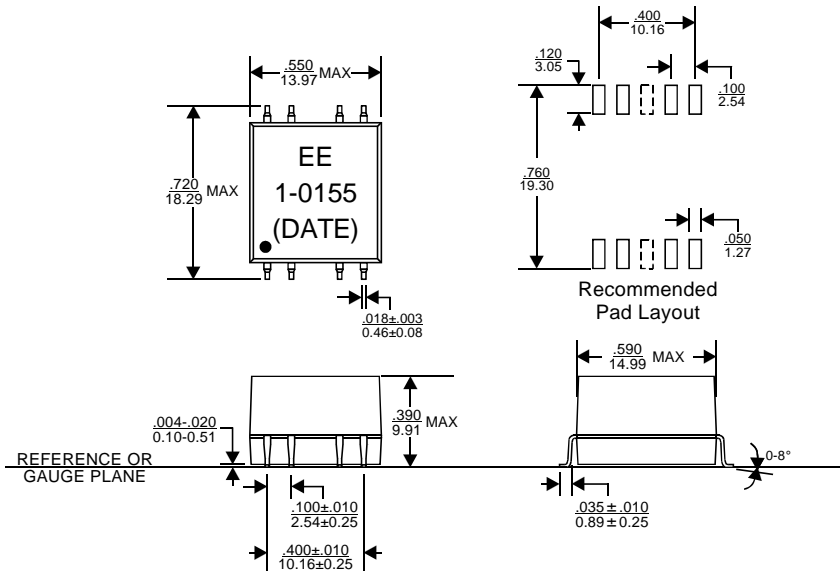 .550
13.97 MAX
EE
1-0155
(DATE)
.720
18.29 MAX
.018±.003
0.46±0.08
.400
10.16
.120
3.05
.100
2.54
.760
19.30
.050
1.27
Recommended
Pad Layout
.004-.020
0.10-0.51
.390
9.91 MAX
REFERENCE OR
GAUGE PLANE
.100±.010
2.54±0.25
.400±.010
10.16±0.25
.590
14.99 MAX
0-8°
.035±.010
0.89±0.25